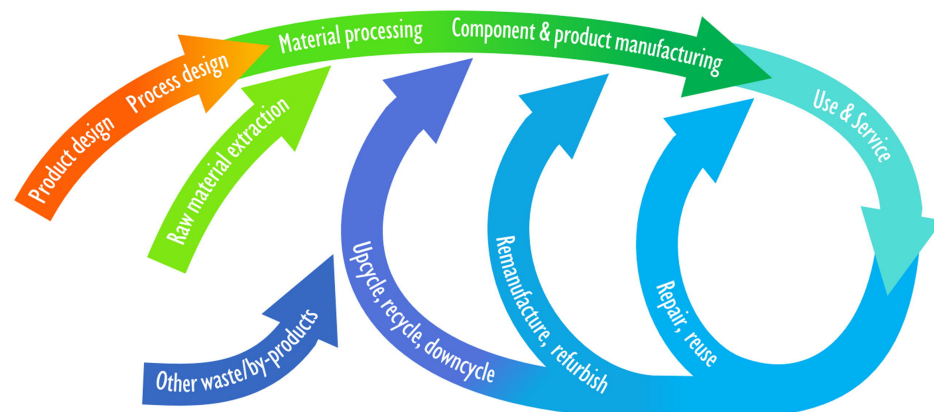 Product design
Process design
Material processing
Component & product manufacturing
Use & Service
Raw material extraction
Other waste/by-products
Upcycle, recycle, downcycle
Remanufacture, refurbish
Repair, reuse